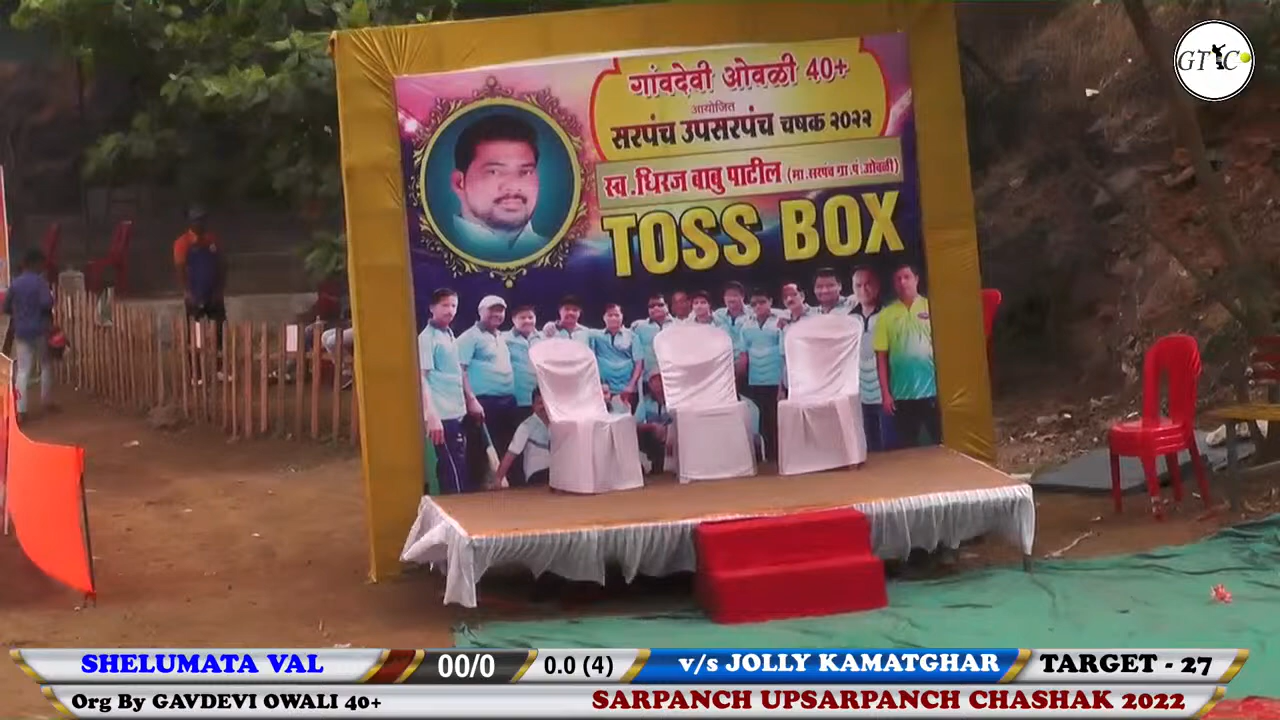 GTCC
गांवदेवी ओवळी 40+
आयोजित
सरपंच उपसरपंच चषक २०२२
स्व.धिरज बाबु पाटील (मा.सरपंच ग्रा.पं.ओवळी)
TOSS BOX
SHELUMATA VAL 00/0 0.0 (4) v/s JOLLY KAMATGHAR TARGET - 27
Org By GAVDEVI OWALI 40+ SARPANCH UPSARPANCH CHASHAK 2022